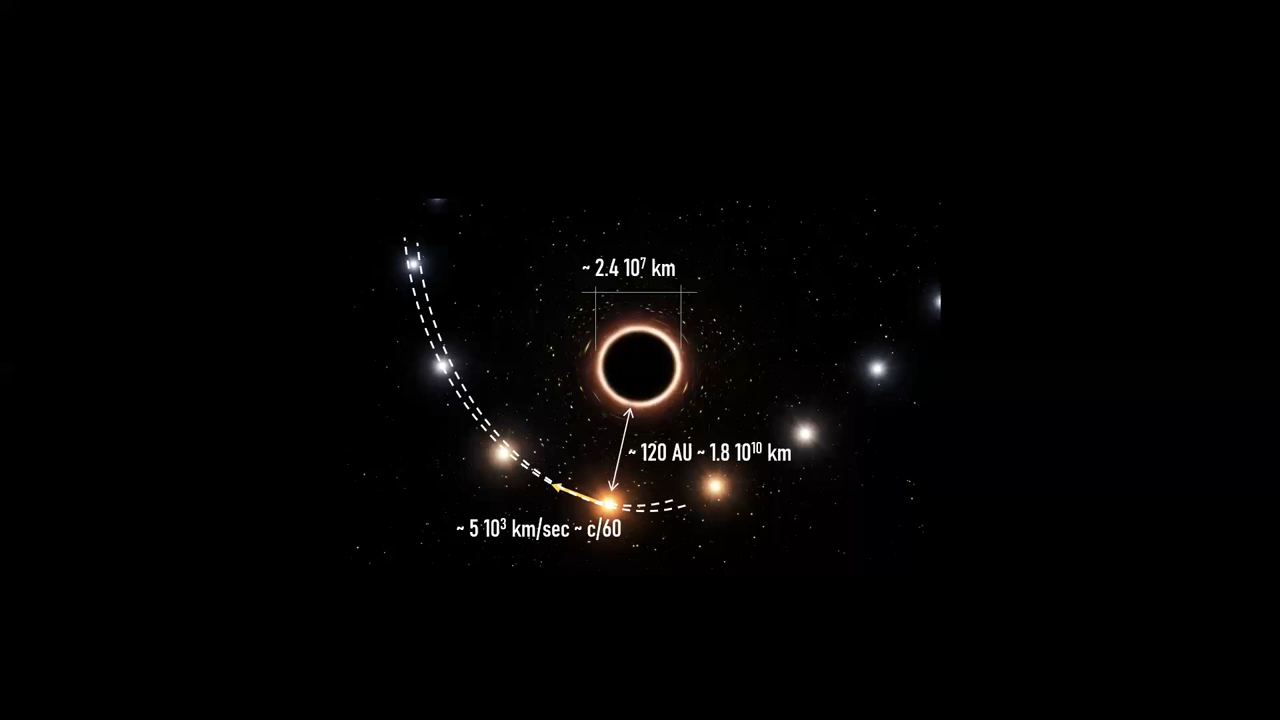 ~ 2.4 10⁷ km
~ 120 AU ~ 1.8 10¹⁰ km
~ 5 10³ km/sec ~ c/60